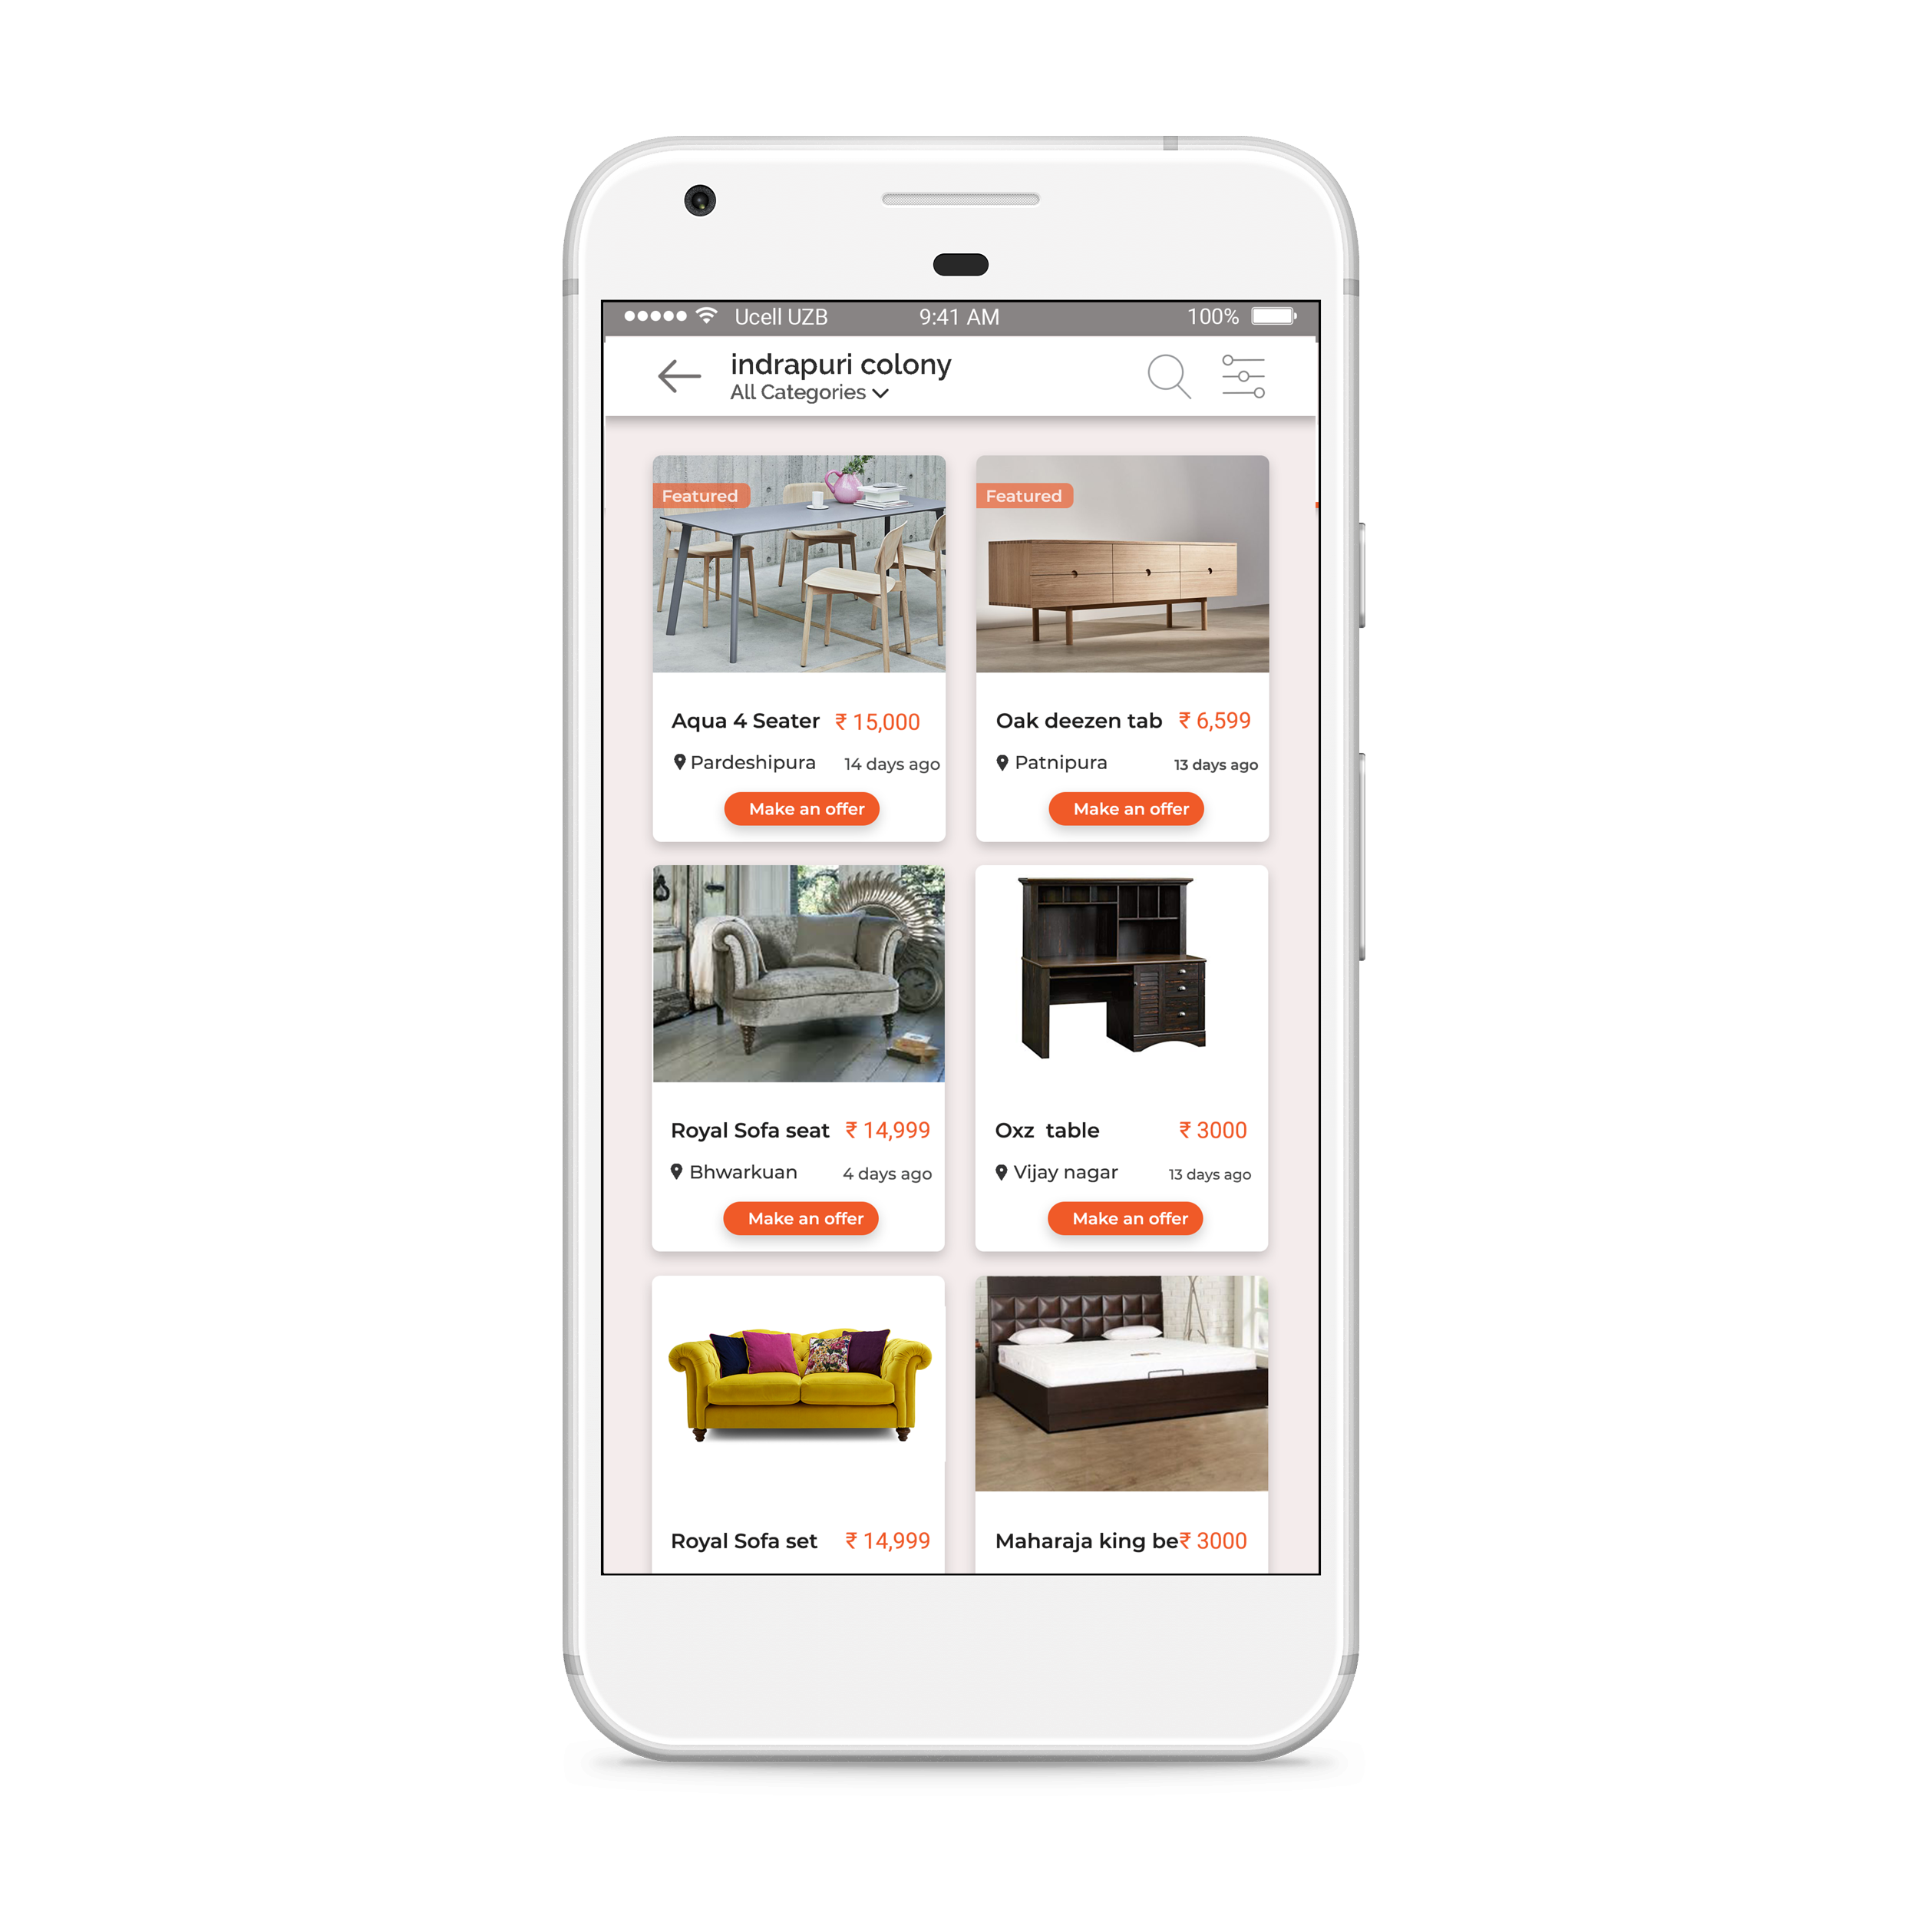 Ucell UZB 9:41 AM 100%
indrapuri colony
All Categories
Featured
Featured
Aqua 4 Seater ₹ 15,000
Pardeshipura 14 days ago
Make an offer
Oak deezen tab ₹ 6,599
Patnipura 13 days ago
Make an offer
Royal Sofa seat ₹ 14,999
Bhwarkuan 4 days ago
Make an offer
Oxz table ₹ 3000
Vijay nagar 13 days ago
Make an offer
Royal Sofa set ₹ 14,999
Maharaja king be₹ 3000